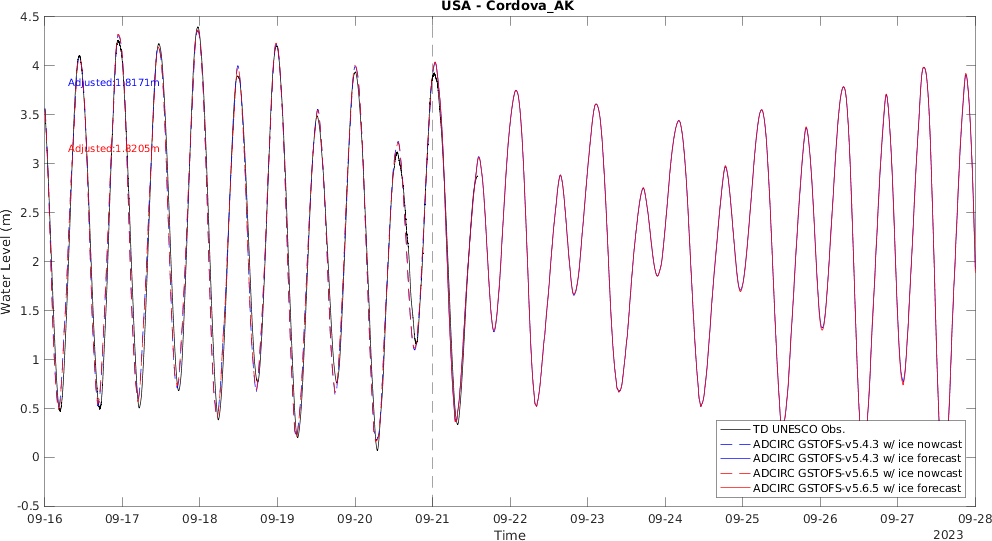 USA - Cordova_AK
4.5
4
3.5
3
2.5
2
1.5
1
0.5
0
-0.5
Water Level (m)
Adjusted:1.8171m
Adjusted:1.8205m
TD UNESCO Obs.
ADCIRC GSTOFS-v5.4.3 w/ ice nowcast
ADCIRC GSTOFS-v5.4.3 w/ ice forecast
ADCIRC GSTOFS-v5.6.5 w/ ice nowcast
ADCIRC GSTOFS-v5.6.5 w/ ice forecast
09-16 09-17 09-18 09-19 09-20 09-21 09-22 09-23 09-24 09-25 09-26 09-27 09-28
Time
2023